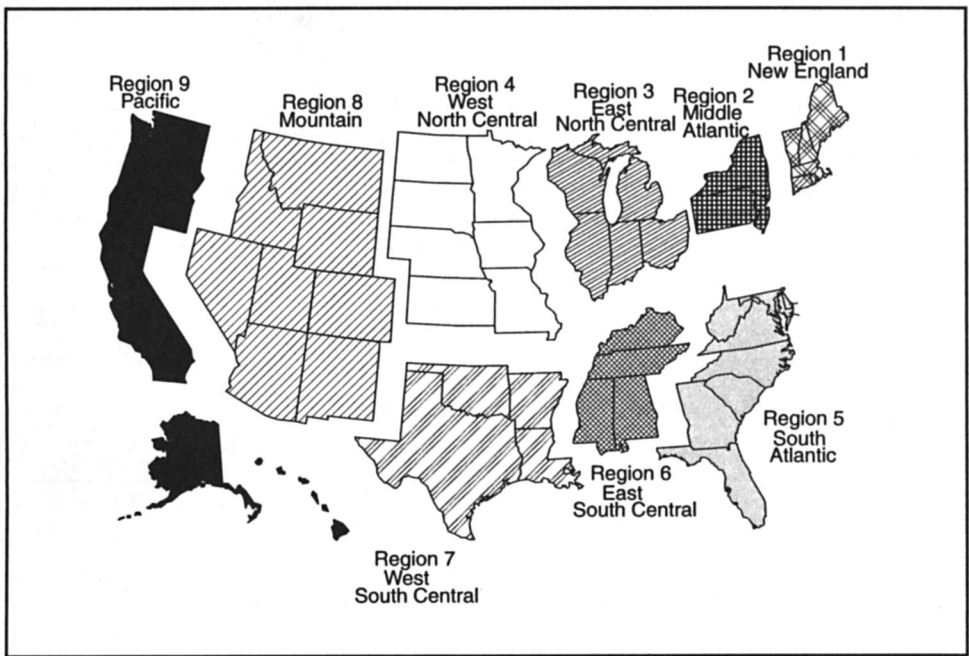 Region 1
New England
Region 2
Middle
Atlantic
Region 3
East
North Central
Region 4
West
North Central
Region 8
Mountain
Region 9
Pacific
Region 5
South
Atlantic
Region 6
East
South Central
Region 7
West
South Central